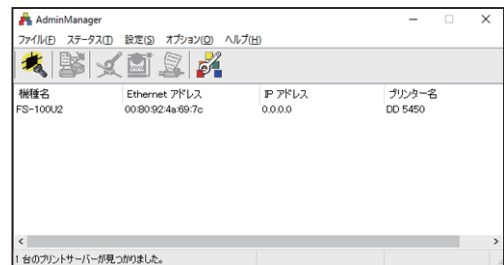 AdminManager
ファイル(F) ステータス(T) 設定(S) オプション(O) ヘルプ(H)
機種名 Ethernet アドレス IP アドレス プリンター名
FS-100U2 00:80:92:4a:69:7c 0.0.0.0 DD 5450
1 台のプリントサーバーが見つかりました。